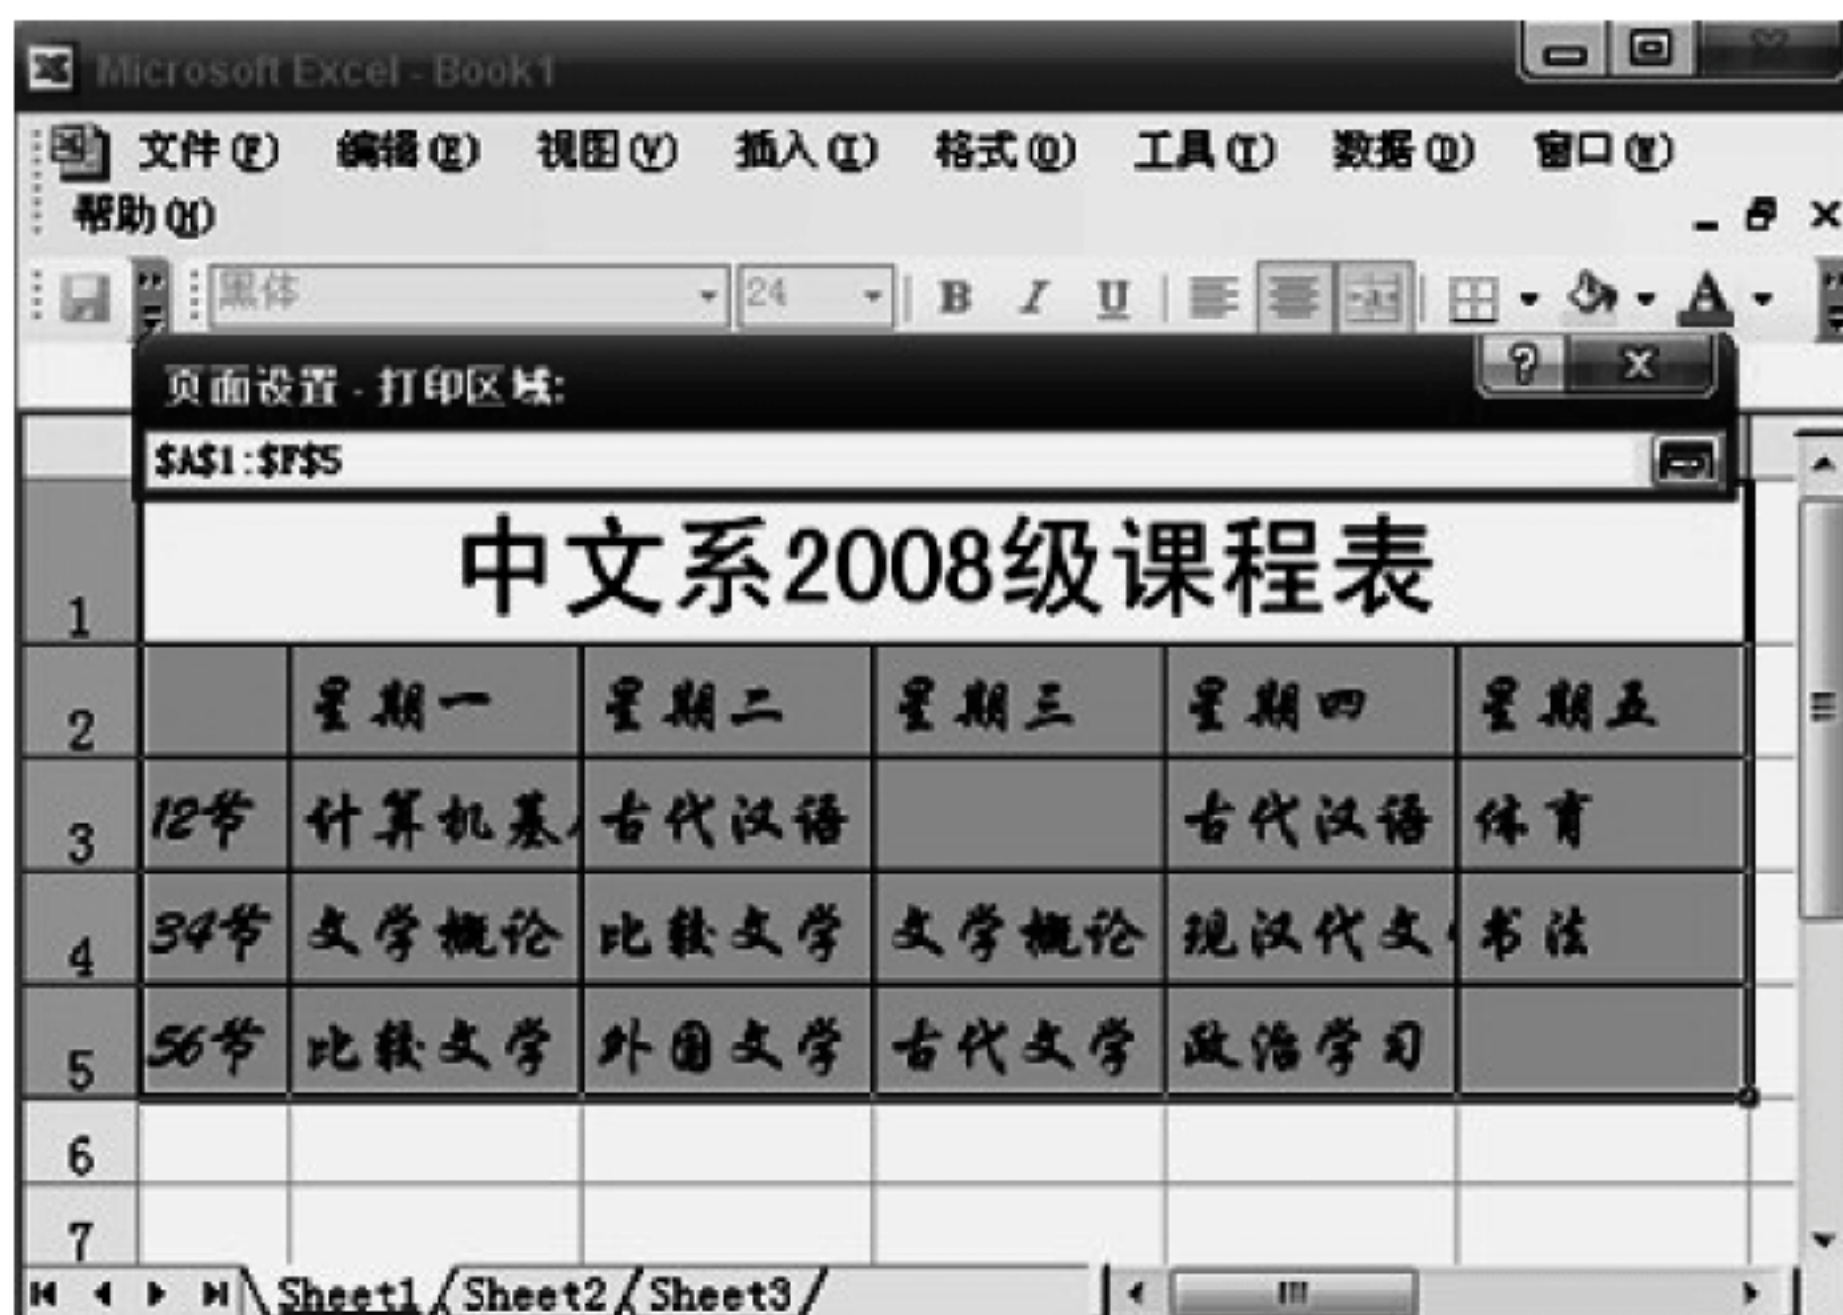 Microsoft Excel - Book1
文件(F) 编辑(E) 视图(V) 插入(I) 格式(O) 工具(T) 数据(D) 窗口(W)
帮助(H)
黑体 24 B I U A
页面设置 - 打印区域:
$A$1:$F$5
1 中文系2008级课程表
2 星期一 星期二 星期三 星期四 星期五
3 12节 计算机基 古代汉语 古代汉语 体育
4 34节 文学概论 比较文学 文学概论 现汉代文 书法
5 56节 比较文学 外国文学 古代文学 政治学习
6
7
Sheet1 Sheet2 Sheet3